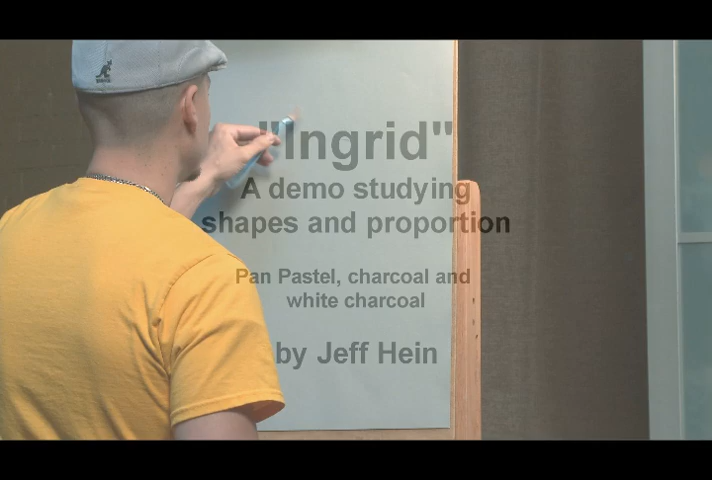 "Ingrid"
A demo studying
shapes and proportion
Pan Pastel, charcoal and
white charcoal
by Jeff Hein